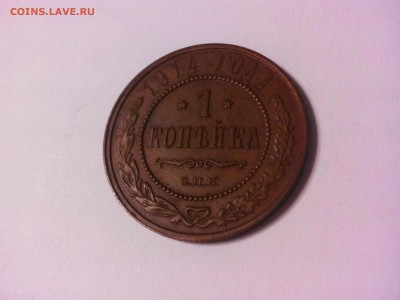 COINS.LAVE.RU
1914 ГОДА
* 1 *
КОПѢЙКА
С.П.Б.